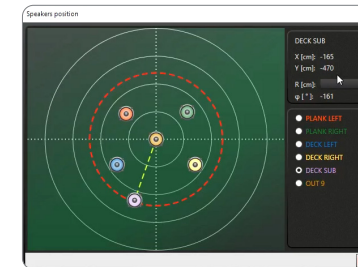 Speakers position
DECK SUB
X [cm]: -165
Y [cm]: -470
R [cm]:
φ [ ° ]: -161
PLANK LEFT
PLANK RIGHT
DECK LEFT
DECK RIGHT
DECK SUB
OUT 9